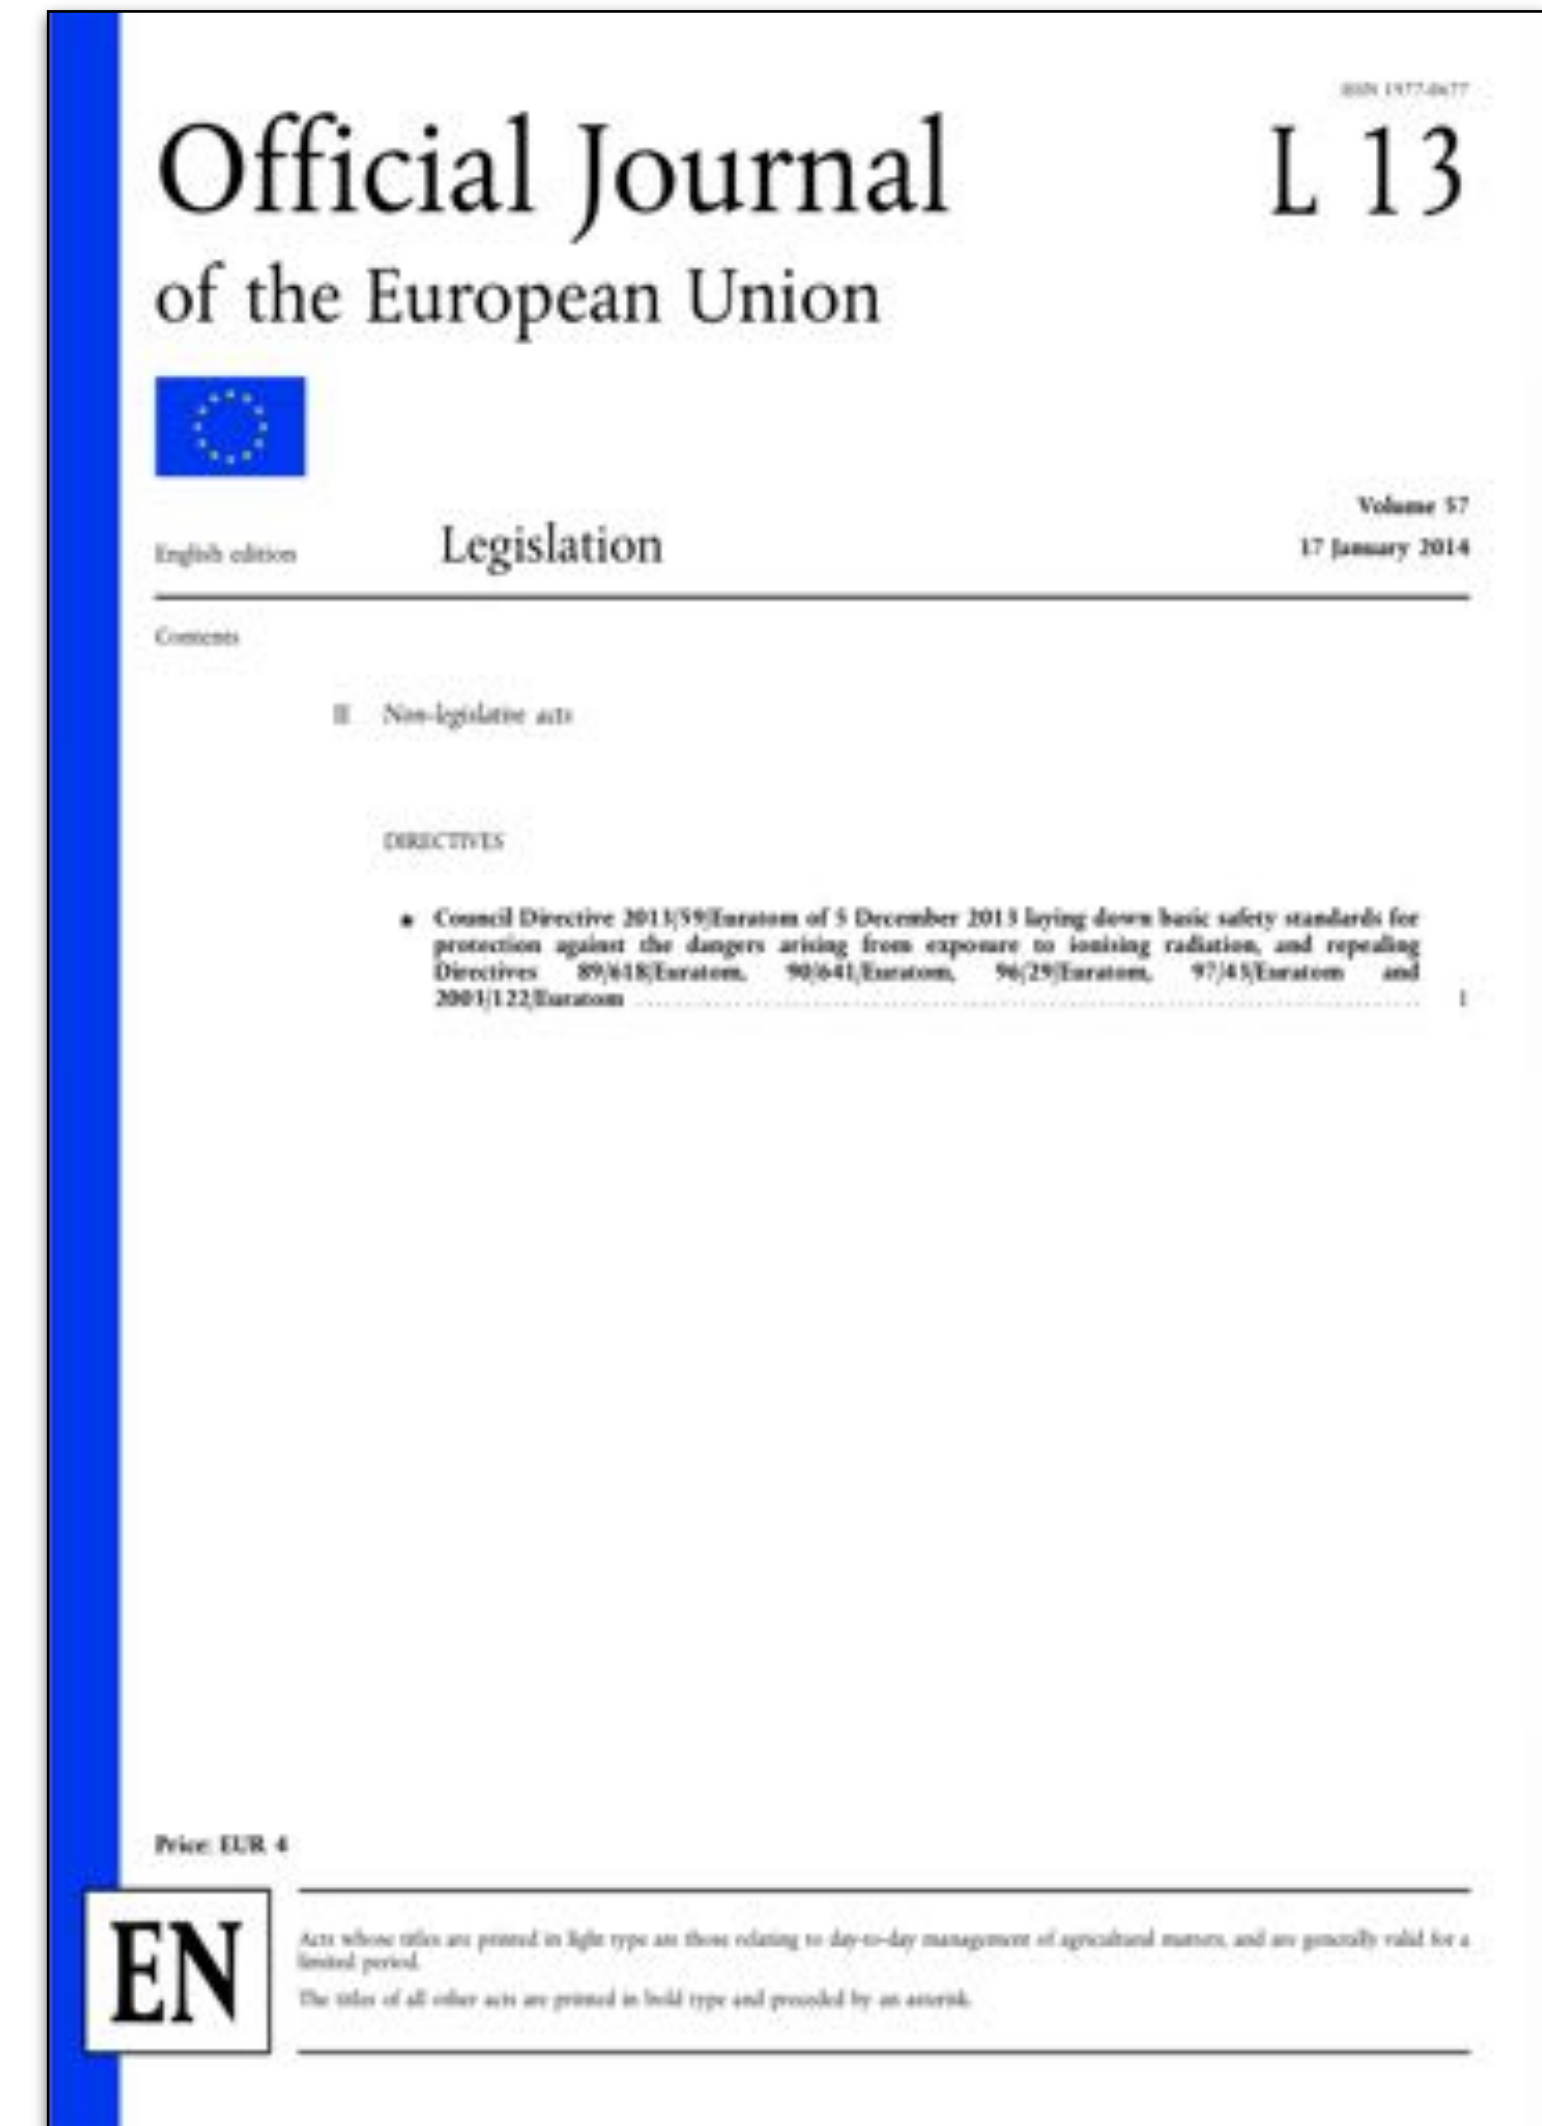 ISSN 1977-0677
Official Journal
L 13
of the European Union
Volume 57
English edition
Legislation
17 January 2014
Contents
II Non-legislative acts
DIRECTIVES
★ Council Directive 2013/59/Euratom of 5 December 2013 laying down basic safety standards for
protection against the dangers arising from exposure to ionising radiation, and repealing
Directives 89/618/Euratom, 90/641/Euratom, 96/29/Euratom, 97/43/Euratom and
2003/122/Euratom ........................................................................ 1
Price: EUR 4
EN
Acts whose titles are printed in light type are those relating to day-to-day management of agricultural matters, and are generally valid for a
limited period.
The titles of all other acts are printed in bold type and preceded by an asterisk.